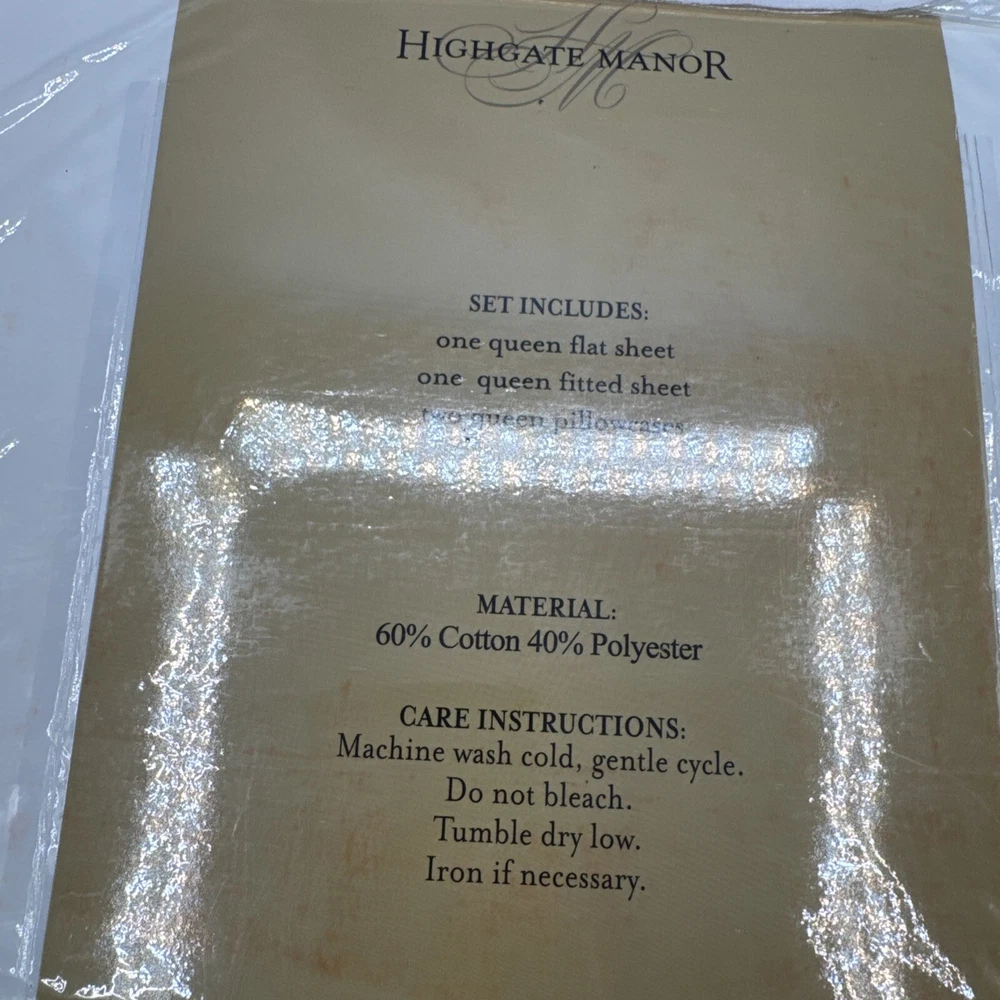 HIGHGATE MANOR
SET INCLUDES:
one queen flat sheet
one queen fitted sheet
two queen pillowcases
MATERIAL:
60% Cotton 40% Polyester
CARE INSTRUCTIONS:
Machine wash cold, gentle cycle.
Do not bleach.
Tumble dry low.
Iron if necessary.